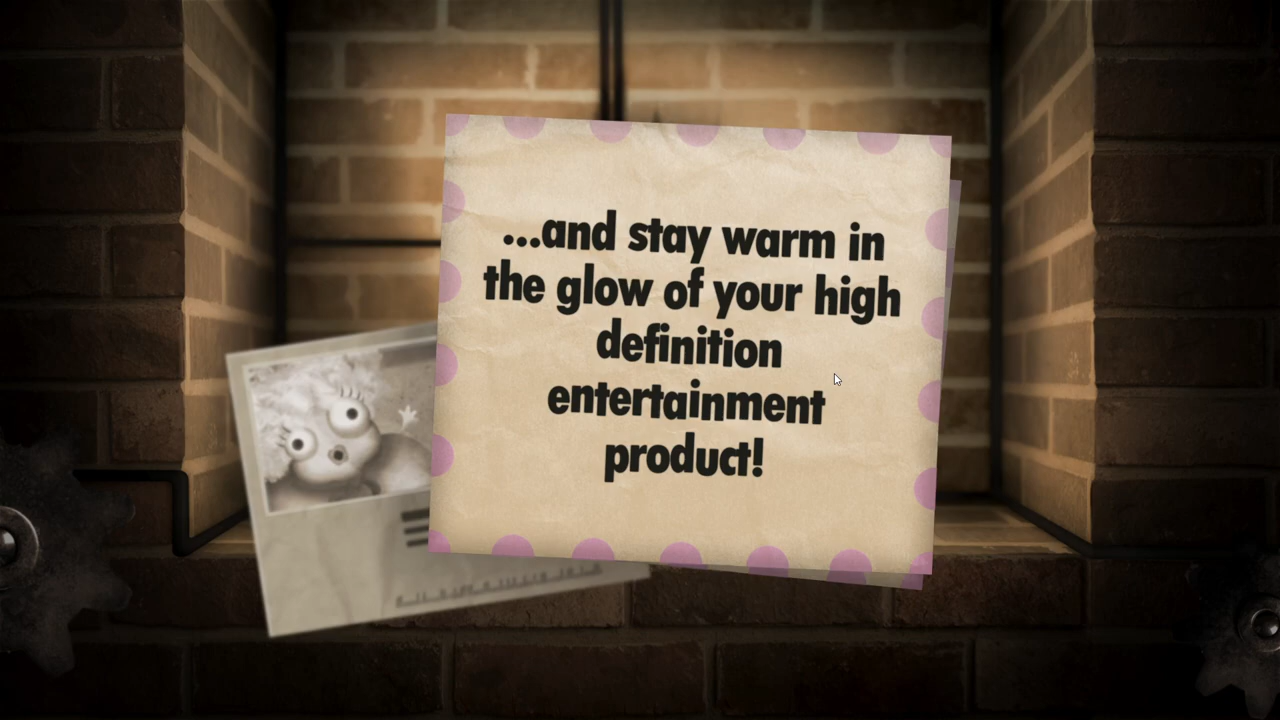 ...and stay warm in
the glow of your high
definition
entertainment
product!